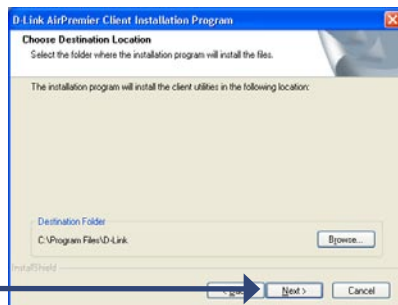 D-Link AirPremier Client Installation Program
Choose Destination Location
Select the folder where the installation program will install the files.
The installation program will install the client utilities in the following location:
Destination Folder
C:\Program Files\D-Link
Browse...
InstallShield
Next >
Cancel